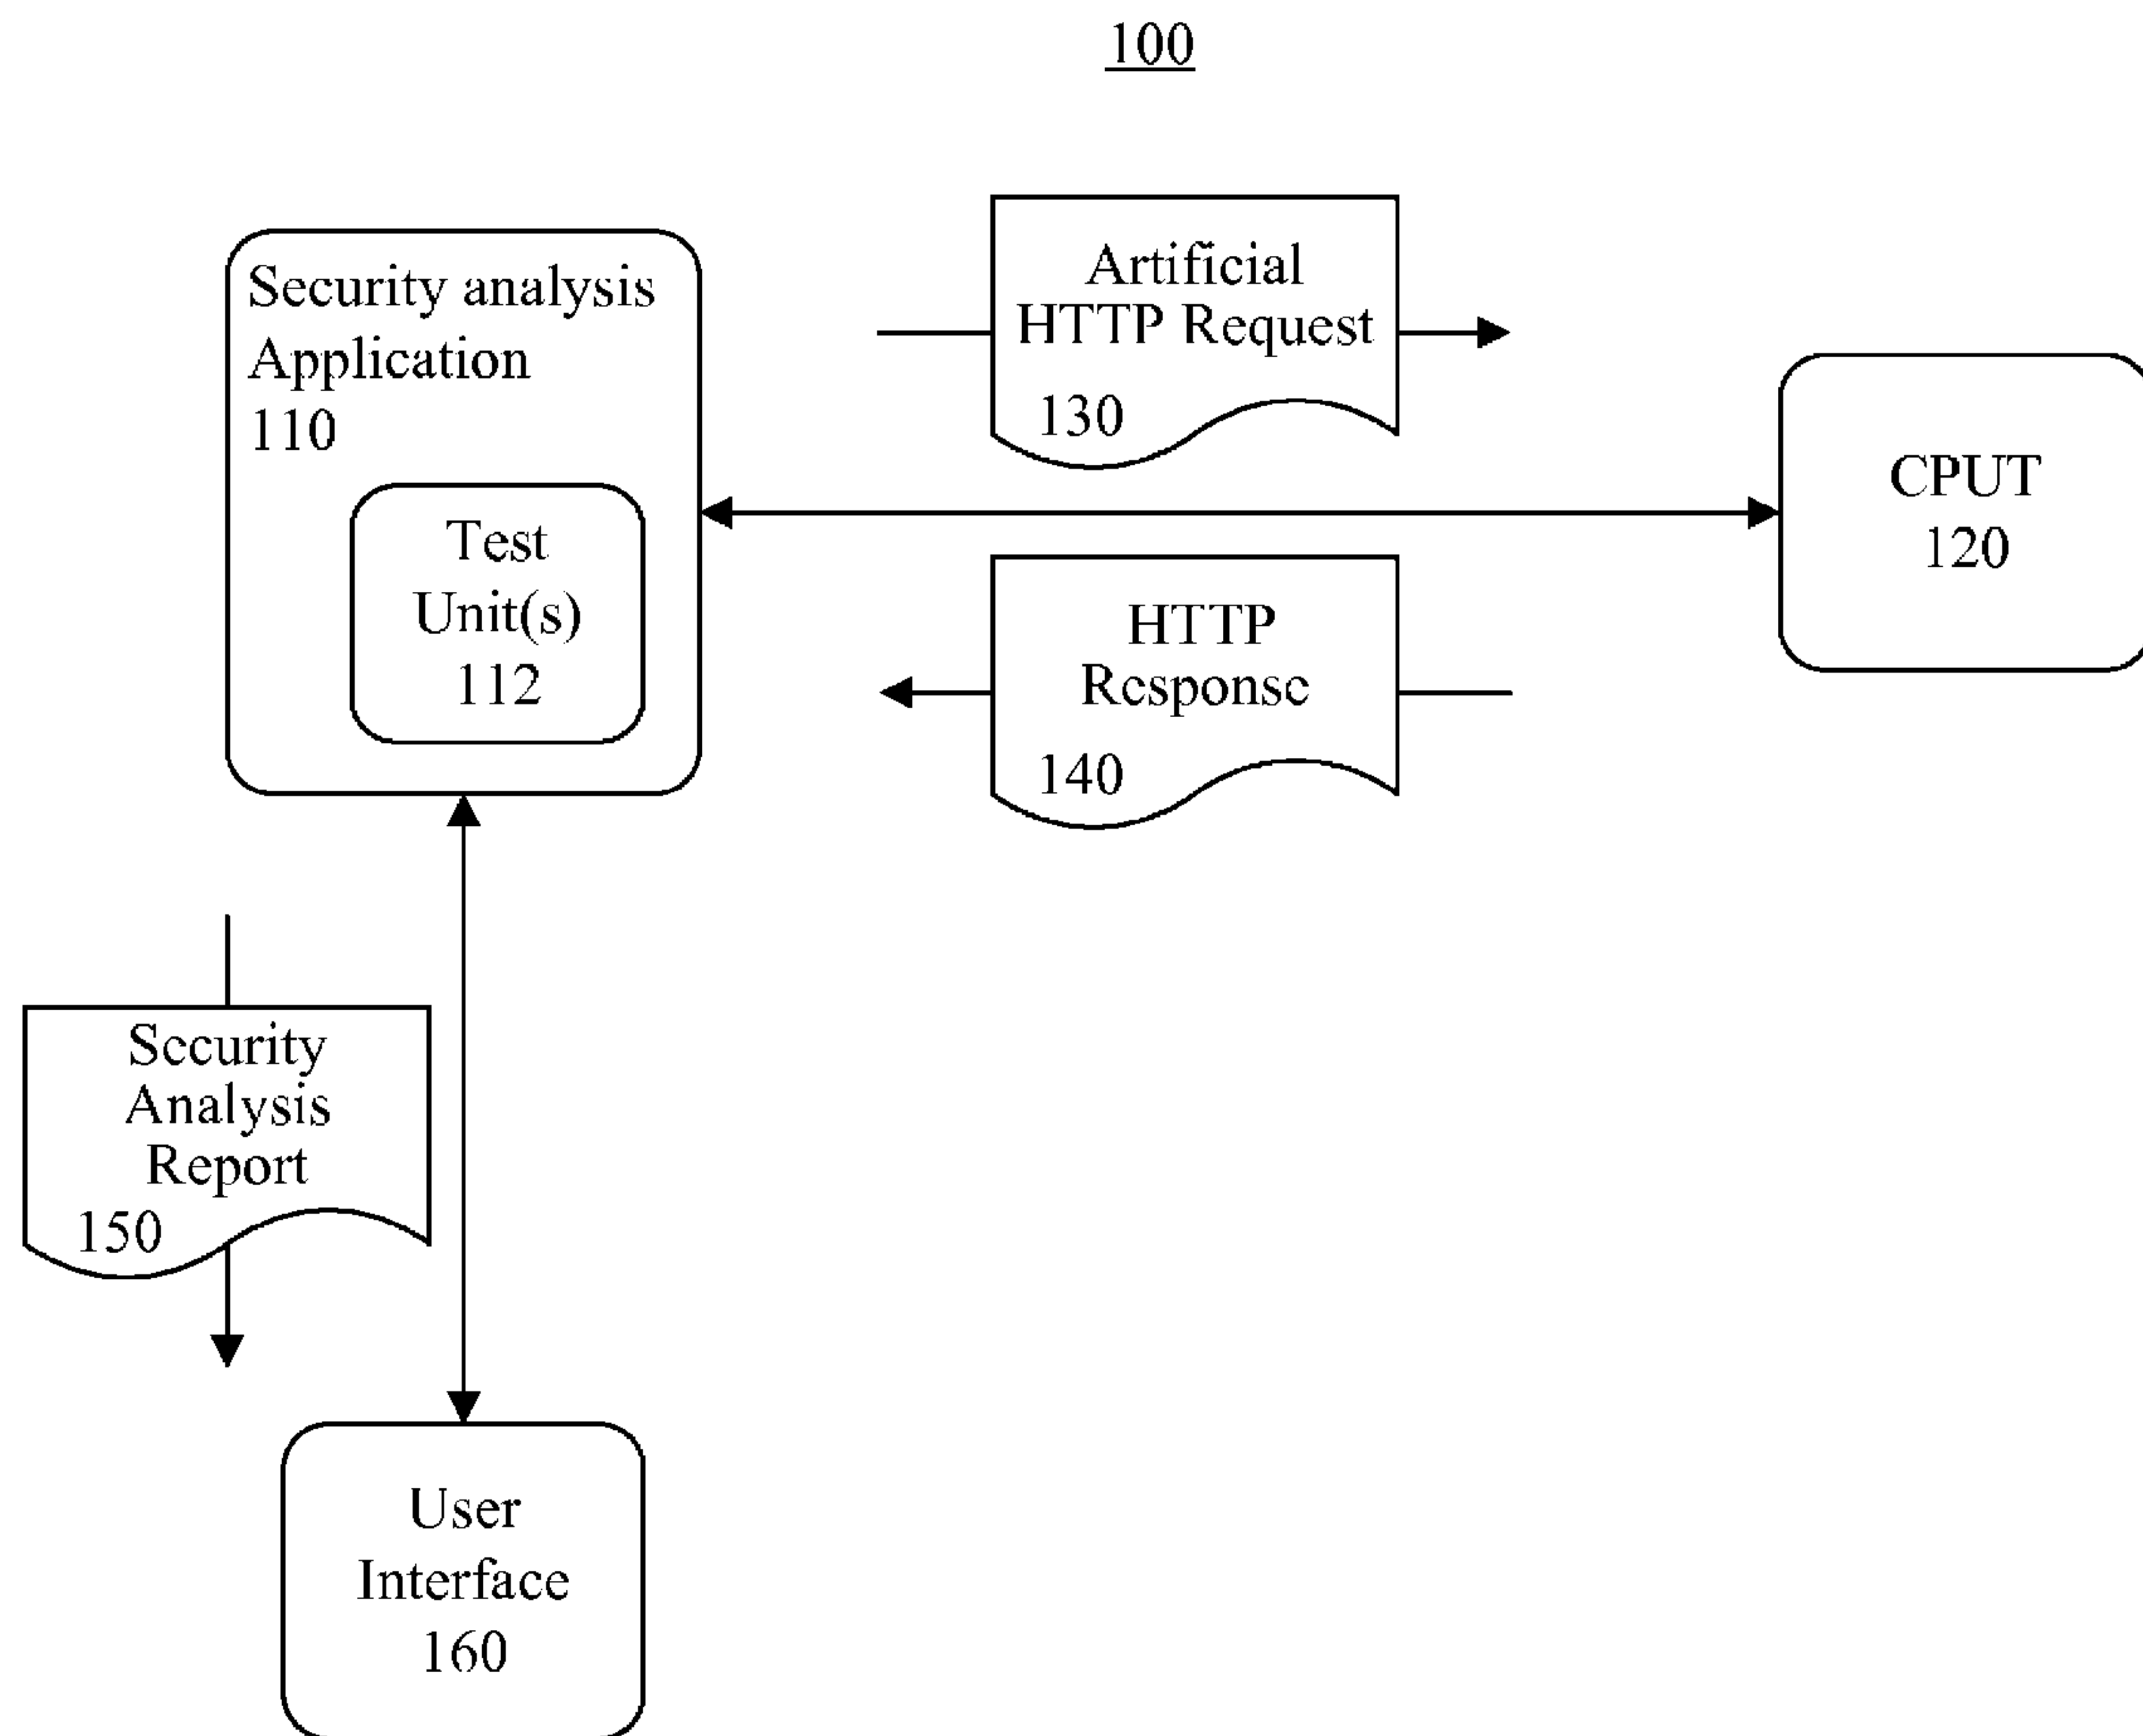 100
Security analysis
Application
110
Test
Unit(s)
112
Artificial
HTTP Request
130
CPUT
120
HTTP
Response
140
Security
Analysis
Report
150
User
Interface
160